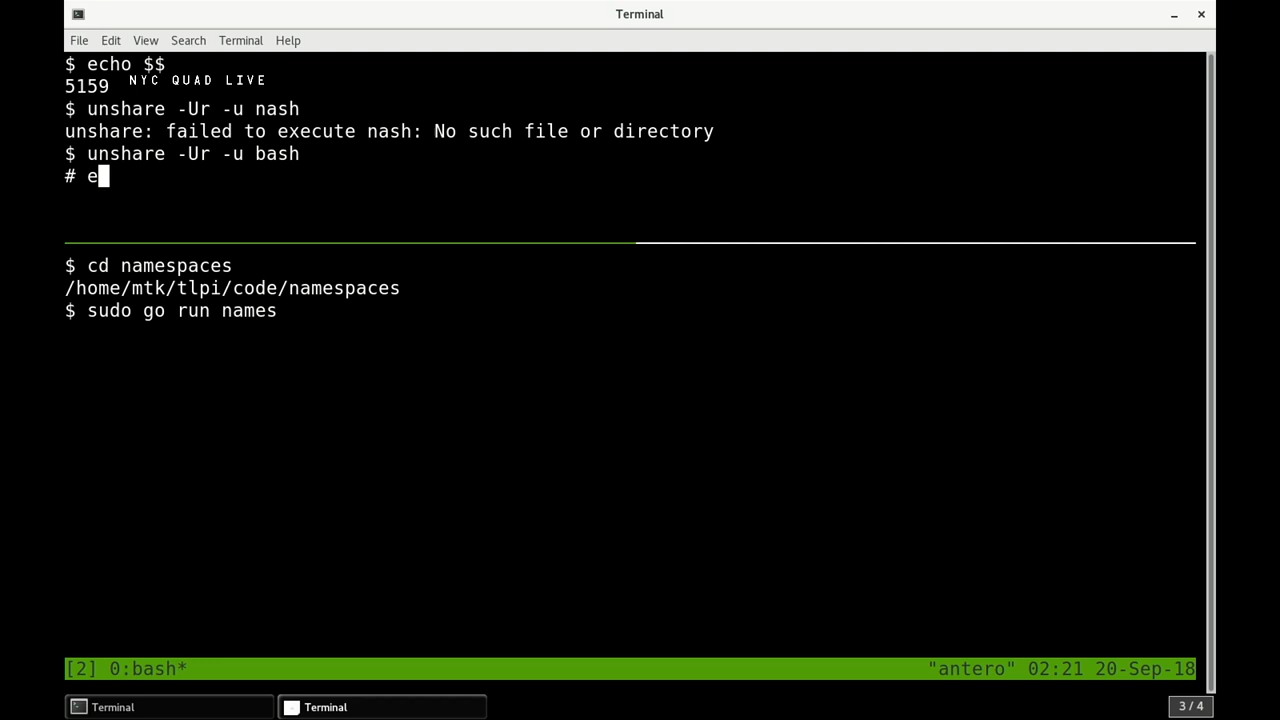 Terminal
File Edit View Search Terminal Help
$ echo $$
NYC QUAD LIVE
5159
$ unshare -Ur -u nash
unshare: failed to execute nash: No such file or directory
$ unshare -Ur -u bash
# e
$ cd namespaces
/home/mtk/tlpi/code/namespaces
$ sudo go run names
[2] 0:bash* "antero" 02:21 20-Sep-18
Terminal Terminal 3 / 4